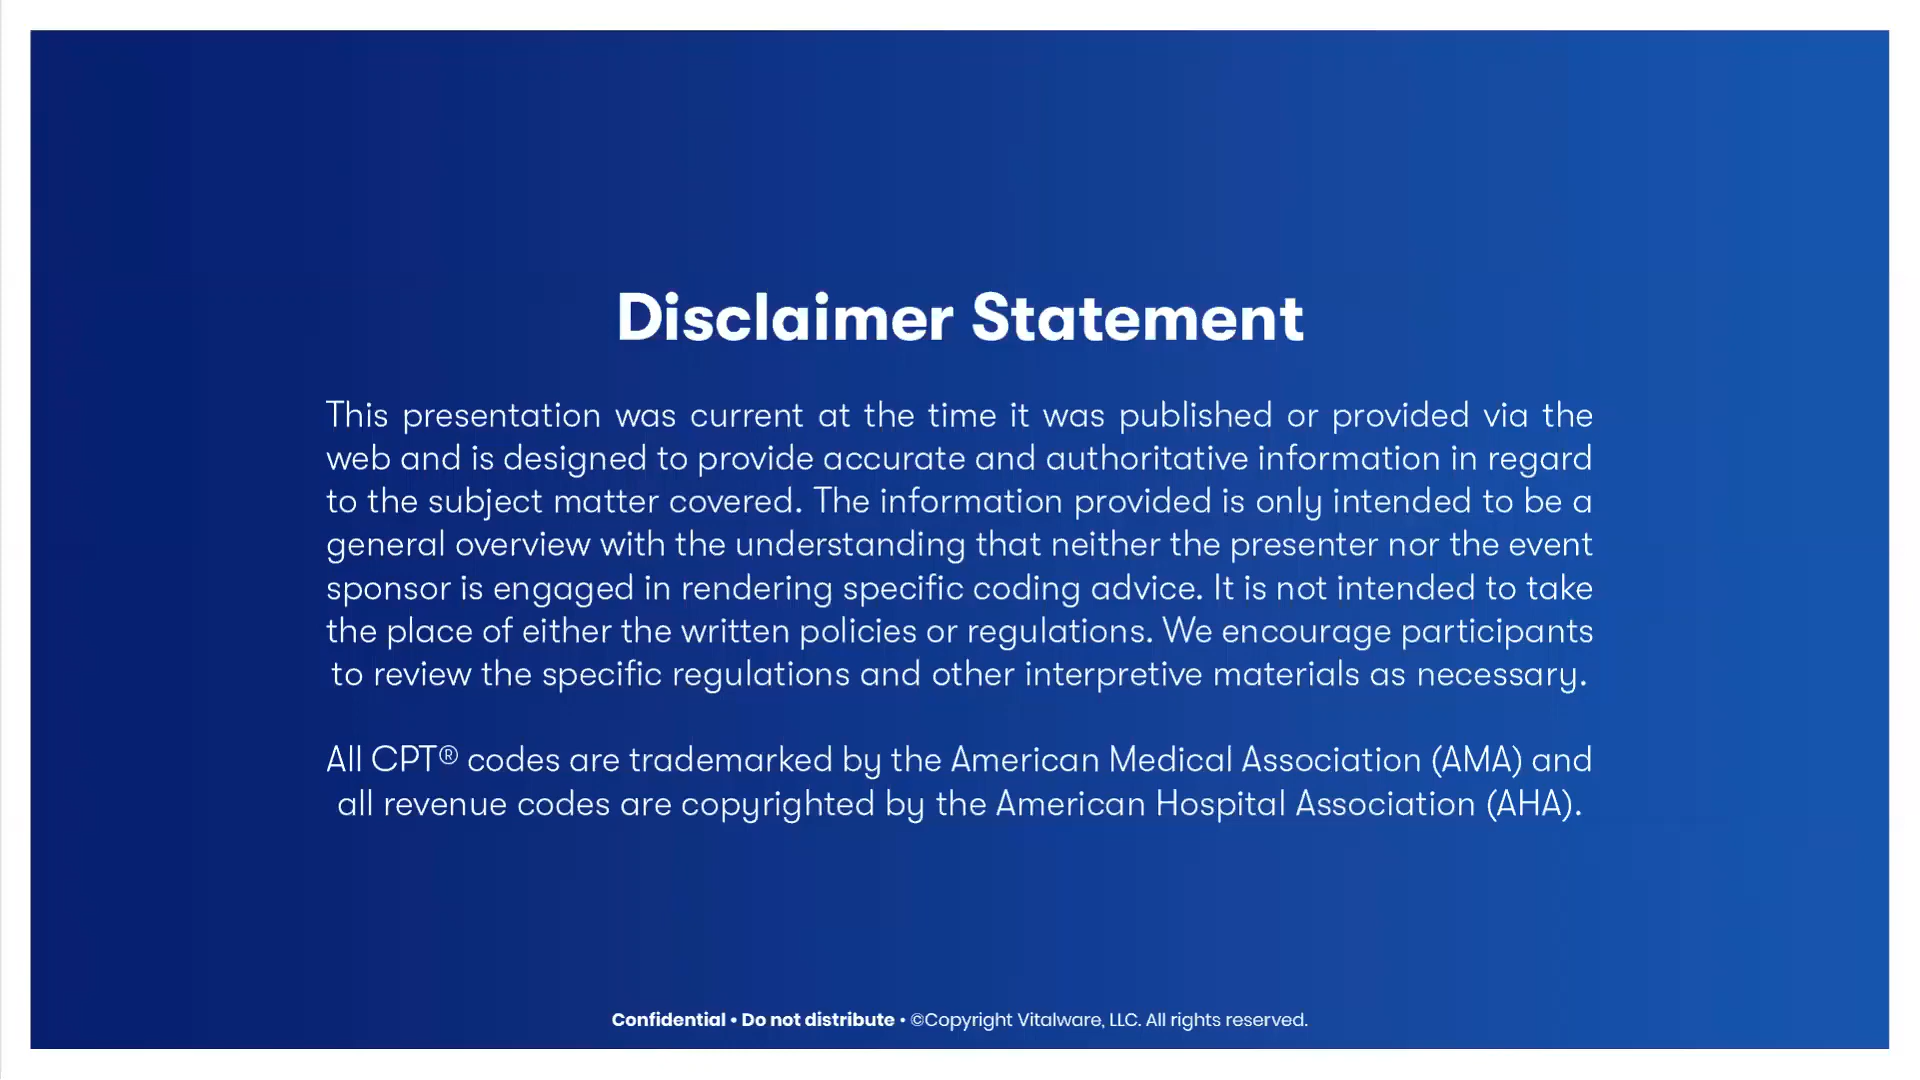 Disclaimer Statement
This presentation was current at the time it was published or provided via the
web and is designed to provide accurate and authoritative information in regard
to the subject matter covered. The information provided is only intended to be a
general overview with the understanding that neither the presenter nor the event
sponsor is engaged in rendering specific coding advice. It is not intended to take
the place of either the written policies or regulations. We encourage participants
to review the specific regulations and other interpretive materials as necessary.
All CPT® codes are trademarked by the American Medical Association (AMA) and
all revenue codes are copyrighted by the American Hospital Association (AHA).
Confidential • Do not distribute • ©Copyright Vitalware, LLC. All rights reserved.